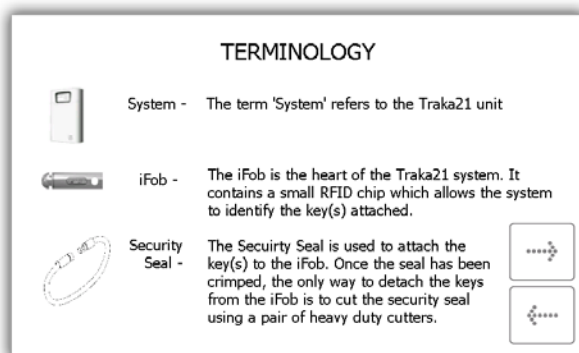 TERMINOLOGY
System - The term 'System' refers to the Traka21 unit
The iFob is the heart of the Traka21 system. It
iFob - contains a small RFID chip which allows the system
to identify the key(s) attached.
Security The Secuirty Seal is used to attach the
Seal - key(s) to the iFob. Once the seal has been
crimped, the only way to detach the keys
from the iFob is to cut the security seal
using a pair of heavy duty cutters.